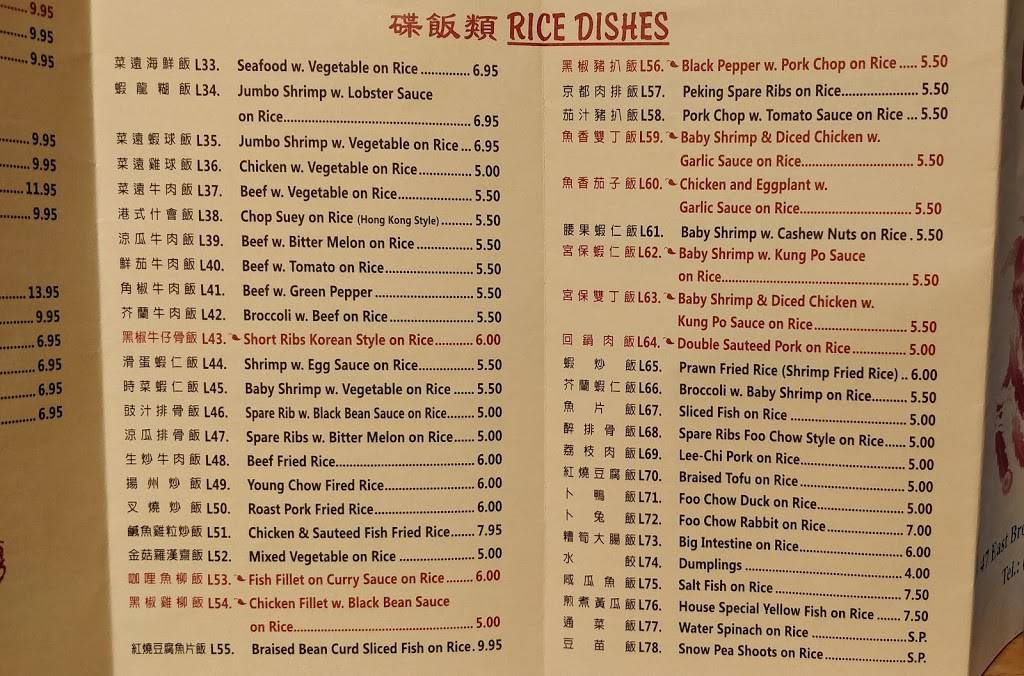 9.95
9.95
9.95
9.95
9.95
11.95
9.95
13.95
9.95
6.95
6.95
6.95
6.95
碟飯類 RICE DISHES
菜遠海鮮飯 L33. Seafood w. Vegetable on Rice 6.95
蝦龍糊飯 L34. Jumbo Shrimp w. Lobster Sauce
on Rice 6.95
菜遠蝦球飯 L35. Jumbo Shrimp w. Vegetable on Rice 6.95
菜遠雞球飯 L36. Chicken w. Vegetable on Rice 5.00
菜遠牛肉飯 L37. Beef w. Vegetable on Rice 5.50
港式什會飯 L38. Chop Suey on Rice (Hong Kong Style) 5.50
涼瓜牛肉飯 L39. Beef w. Bitter Melon on Rice 5.50
鮮茄牛肉飯 L40. Beef w. Tomato on Rice 5.50
角椒牛肉飯 L41. Beef w. Green Pepper 5.50
芥蘭牛肉飯 L42. Broccoli w. Beef on Rice 5.50
黑椒牛仔骨飯 L43. Short Ribs Korean Style on Rice 6.00
滑蛋蝦仁飯 L44. Shrimp w. Egg Sauce on Rice 5.50
時菜蝦仁飯 L45. Baby Shrimp w. Vegetable on Rice 5.50
豉汁排骨飯 L46. Spare Rib w. Black Bean Sauce on Rice 5.00
涼瓜排骨飯 L47. Spare Ribs w. Bitter Melon on Rice 5.00
生炒牛肉飯 L48. Beef Fried Rice 6.00
揚州炒飯 L49. Young Chow Fired Rice 6.00
叉燒炒飯 L50. Roast Pork Fried Rice 6.00
鹹魚雞粒炒飯 L51. Chicken & Sauteed Fish Fried Rice 7.95
金菇羅漢齋飯 L52. Mixed Vegetable on Rice 5.00
咖哩魚柳飯 L53. Fish Fillet on Curry Sauce on Rice 6.00
黑椒雞柳飯 L54. Chicken Fillet w. Black Bean Sauce
on Rice 5.00
紅燒豆腐魚片飯 L55. Braised Bean Curd Sliced Fish on Rice. 9.95
黑椒豬扒飯 L56. Black Pepper w. Pork Chop on Rice 5.50
京都肉排飯 L57. Peking Spare Ribs on Rice 5.50
茄汁豬扒飯 L58. Pork Chop w. Tomato Sauce on Rice 5.50
魚香雙丁飯 L59. Baby Shrimp & Diced Chicken w.
Garlic Sauce on Rice 5.50
魚香茄子飯 L60. Chicken and Eggplant w.
Garlic Sauce on Rice 5.50
腰果蝦仁飯 L61. Baby Shrimp w. Cashew Nuts on Rice . 5.50
宮保蝦仁飯 L62. Baby Shrimp w. Kung Po Sauce
on Rice 5.50
宮保雙丁飯 L63. Baby Shrimp & Diced Chicken w.
Kung Po Sauce on Rice 5.50
回鍋肉飯 L64. Double Sauteed Pork on Rice 5.00
蝦炒飯 L65. Prawn Fried Rice (Shrimp Fried Rice) 6.00
芥蘭蝦仁飯 L66. Broccoli w. Baby Shrimp on Rice 5.50
魚片飯 L67. Sliced Fish on Rice 5.00
醉排骨飯 L68. Spare Ribs Foo Chow Style on Rice 5.00
荔枝肉飯 L69. Lee-Chi Pork on Rice 5.00
紅燒豆腐飯 L70. Braised Tofu on Rice 5.00
卜鴨飯 L71. Foo Chow Duck on Rice 5.00
卜兔飯 L72. Foo Chow Rabbit on Rice 7.00
糟筍大腸飯 L73. Big Intestine on Rice 6.00
水餃 L74. Dumplings 4.00
咸瓜魚飯 L75. Salt Fish on Rice 7.50
煎煮黃瓜飯 L76. House Special Yellow Fish on Rice 7.50
通菜飯 L77. Water Spinach on Rice S.P.
豆苗飯 L78. Snow Pea Shoots on Rice S.P.
47 East Br
Tel.: